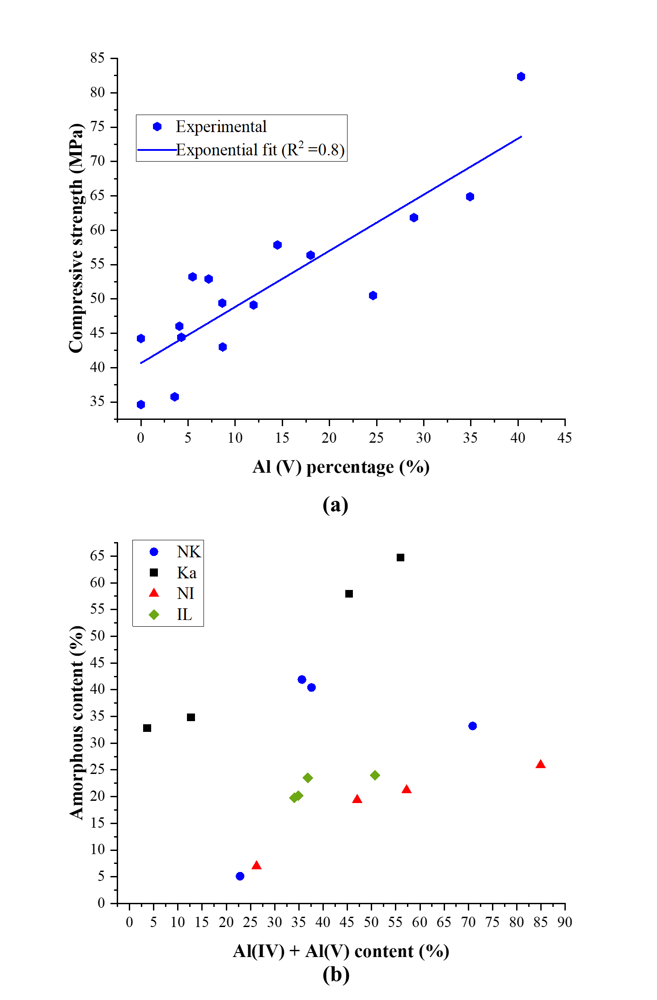 85
80
75
70
65
60
55
50
45
40
35
Compressive strength (MPa)
Experimental
Exponential fit (R² =0.8)
0 5 10 15 20 25 30 35 40 45
Al (V) percentage (%)
(a)
65
60
55
50
45
40
35
30
25
20
15
10
5
0
Amorphous content (%)
NK
Ka
NI
IL
0 5 10 15 20 25 30 35 40 45 50 55 60 65 70 75 80 85 90
Al(IV) + Al(V) content (%)
(b)